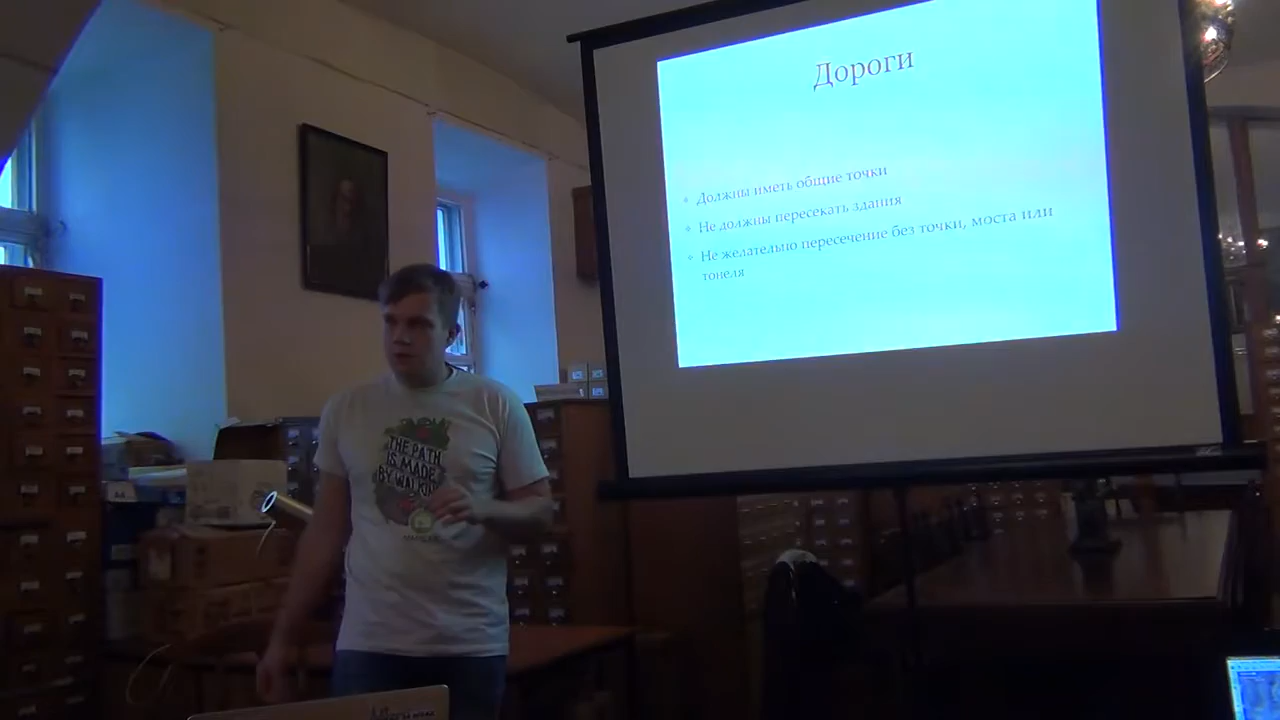 Дороги
Должны иметь общие точки
Не должны пересекать здания
Не желательно пересечение без точки, моста или
тонеля
THE PATH
IS MADE
BY WALKING